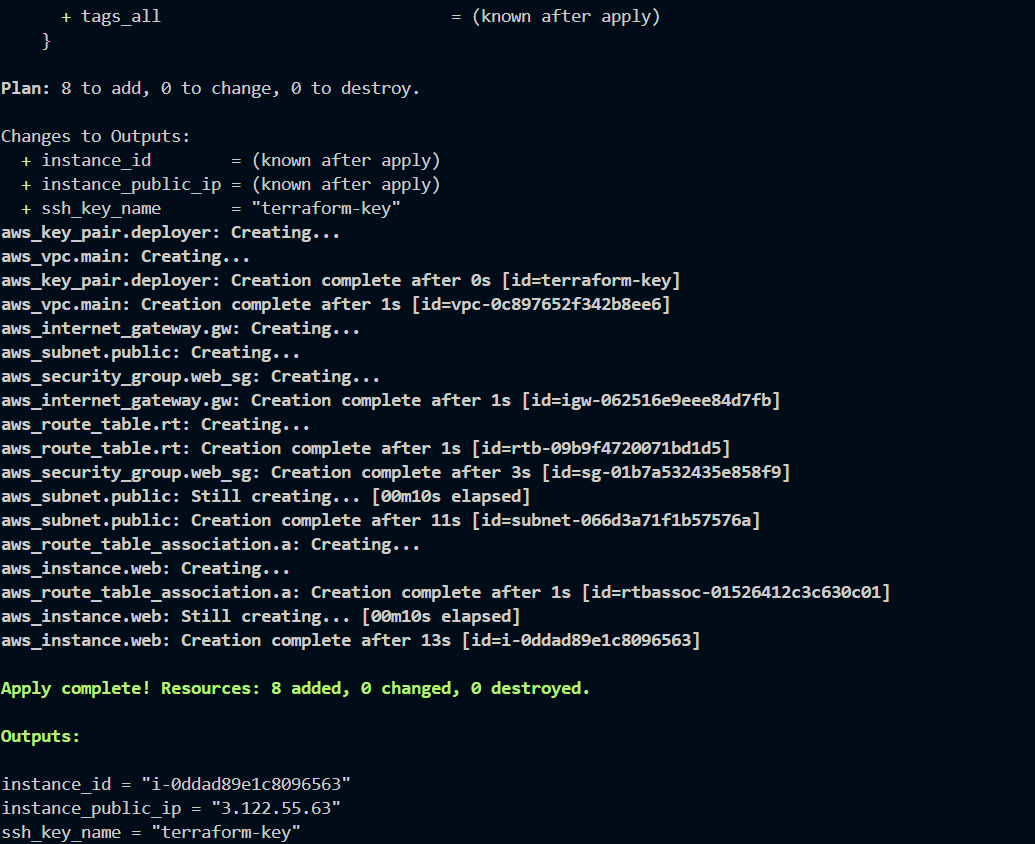 + tags_all = (known after apply)
}
Plan: 8 to add, 0 to change, 0 to destroy.
Changes to Outputs:
+ instance_id = (known after apply)
+ instance_public_ip = (known after apply)
+ ssh_key_name = "terraform-key"
aws_key_pair.deployer: Creating...
aws_vpc.main: Creating...
aws_key_pair.deployer: Creation complete after 0s [id=terraform-key]
aws_vpc.main: Creation complete after 1s [id=vpc-0c897652f342b8ee6]
aws_internet_gateway.gw: Creating...
aws_subnet.public: Creating...
aws_security_group.web_sg: Creating...
aws_internet_gateway.gw: Creation complete after 1s [id=igw-062516e9eee84d7fb]
aws_route_table.rt: Creating...
aws_route_table.rt: Creation complete after 1s [id=rtb-09b9f4720071bd1d5]
aws_security_group.web_sg: Creation complete after 3s [id=sg-01b7a532435e858f9]
aws_subnet.public: Still creating... [00m10s elapsed]
aws_subnet.public: Creation complete after 11s [id=subnet-066d3a71f1b57576a]
aws_route_table_association.a: Creating...
aws_instance.web: Creating...
aws_route_table_association.a: Creation complete after 1s [id=rtbassoc-01526412c3c630c01]
aws_instance.web: Still creating... [00m10s elapsed]
aws_instance.web: Creation complete after 13s [id=i-0ddad89e1c8096563]
Apply complete! Resources: 8 added, 0 changed, 0 destroyed.
Outputs:
instance_id = "i-0ddad89e1c8096563"
instance_public_ip = "3.122.55.63"
ssh_key_name = "terraform-key"